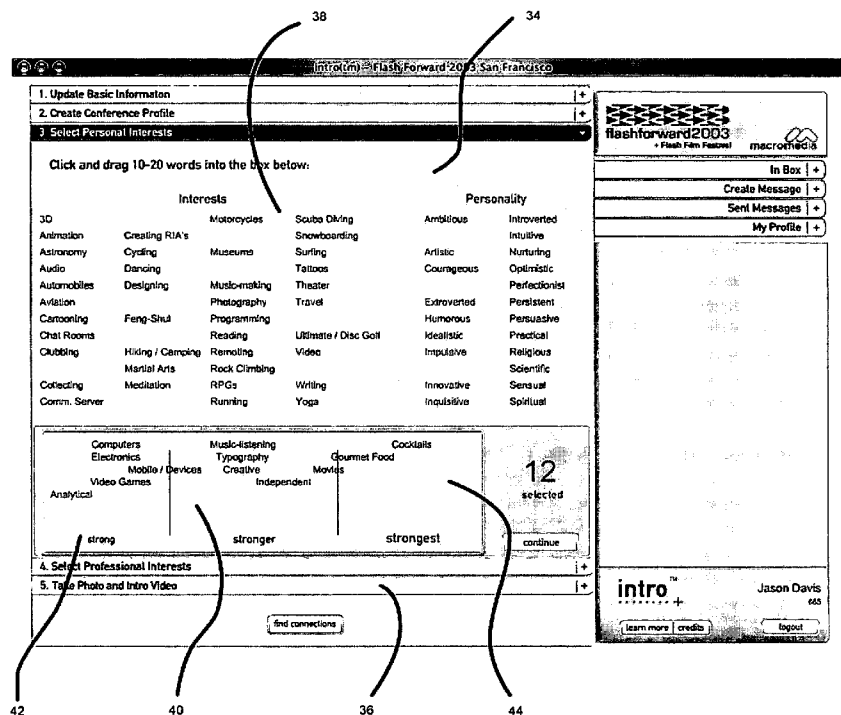 38 34
intro(tm) – Flash Forward 2003 San Francisco
1. Update Basic Informaton +
2. Create Conference Profile +
3 Select Personal Interests
Click and drag 10-20 words into the box below:
Interests Personality
3D Motorcycles Scuba Diving Ambitious Introverted
Animation Creating RIA's Snowboarding Intuitive
Astronomy Cycling Museums Surfing Artistic Nurturing
Audio Dancing Tattoos Courageous Optimistic
Automobiles Designing Music-making Theater Perfectionist
Aviation Photography Travel Extroverted Persistent
Cartooning Feng-Shui Programming Humorous Persuasive
Chat Rooms Reading Ultimate / Disc Golf Idealistic Practical
Clubbing Hiking / Camping Remoting Video Impulsive Religious
Martial Arts Rock Climbing Scientific
Collecting Meditation RPGs Writing Innovative Sensual
Comm. Server Running Yoga Inquisitive Spiritual
Computers Music-listening Cocktails
Electronics Typography Gourmet Food
Mobile / Devices Creative Movies
Video Games Independent
Analytical
strong stronger strongest
12
selected
continue
4. Select Professional Interests +
5. Take Photo and Intro Video +
find connections
flashforward2003
+ Flash Film Festival
macromedia
In Box +
Create Message +
Sent Messages +
My Profile +
intro™
Jason Davis
665
learn more credits logout
42 40 36 44